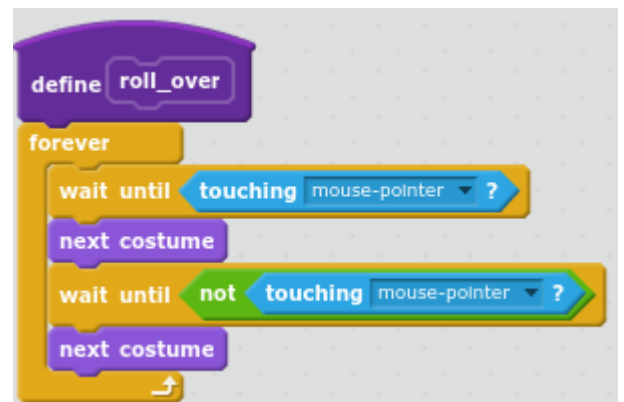 define roll_over
forever
wait until touching mouse-pointer ?
next costume
wait until not touching mouse-pointer ?
next costume